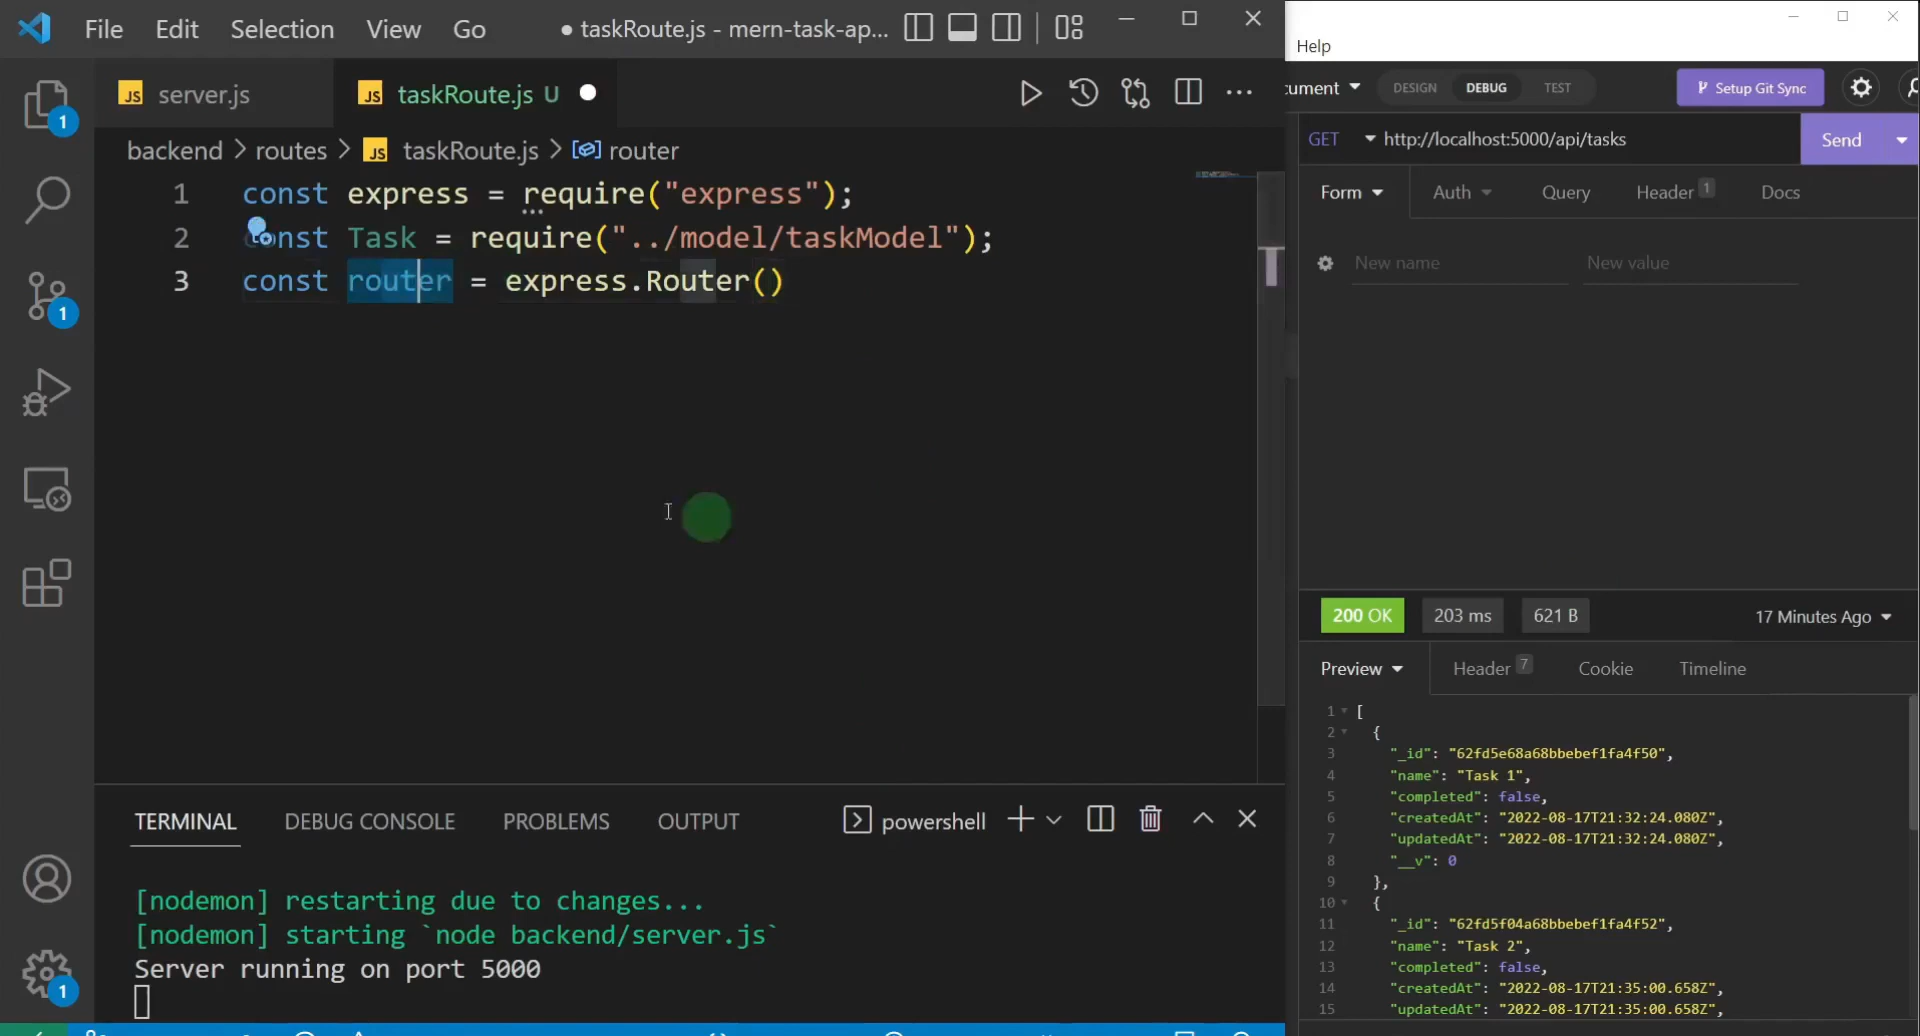 File Edit Selection View Go
taskRoute.js - mern-task-ap...
server.js
taskRoute.js U
backend > routes > taskRoute.js > router
1 const express = require("express");
2 const Task = require("../model/taskModel");
3 const router = express.Router()
1
1
1
TERMINAL DEBUG CONSOLE PROBLEMS OUTPUT
powershell
[nodemon] restarting due to changes...
[nodemon] starting `node backend/server.js`
Server running on port 5000
Help
DESIGN DEBUG TEST
Setup Git Sync
GET http://localhost:5000/api/tasks Send
Form Auth Query Header 1 Docs
New name New value
200 OK 203 ms 621 B 17 Minutes Ago
Preview Header 7 Cookie Timeline
1 [
2 {
3 "_id": "62fd5e68a68bbebef1fa4f50",
4 "name": "Task 1",
5 "completed": false,
6 "createdAt": "2022-08-17T21:32:24.080Z",
7 "updatedAt": "2022-08-17T21:32:24.080Z",
8 "__v": 0
9 },
10 {
11 "_id": "62fd5f04a68bbebef1fa4f52",
12 "name": "Task 2",
13 "completed": false,
14 "createdAt": "2022-08-17T21:35:00.658Z",
15 "updatedAt": "2022-08-17T21:35:00.658Z",